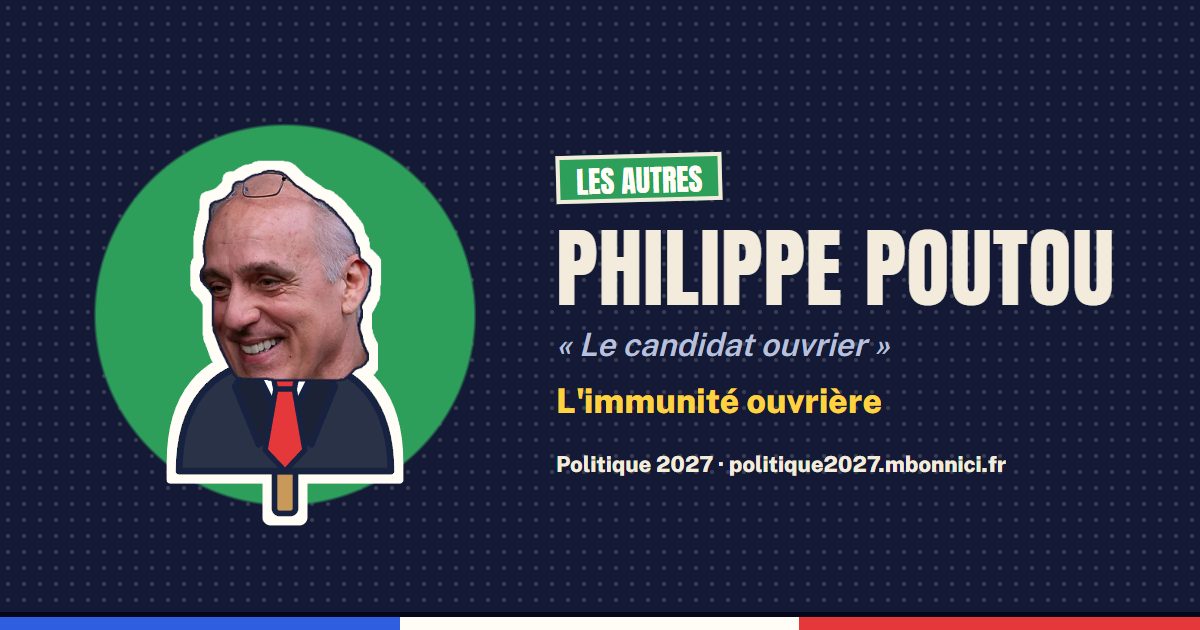 LES AUTRES
PHILIPPE POUTOU
« Le candidat ouvrier »
L'immunité ouvrière
Politique 2027 · politique2027.mbonnici.fr